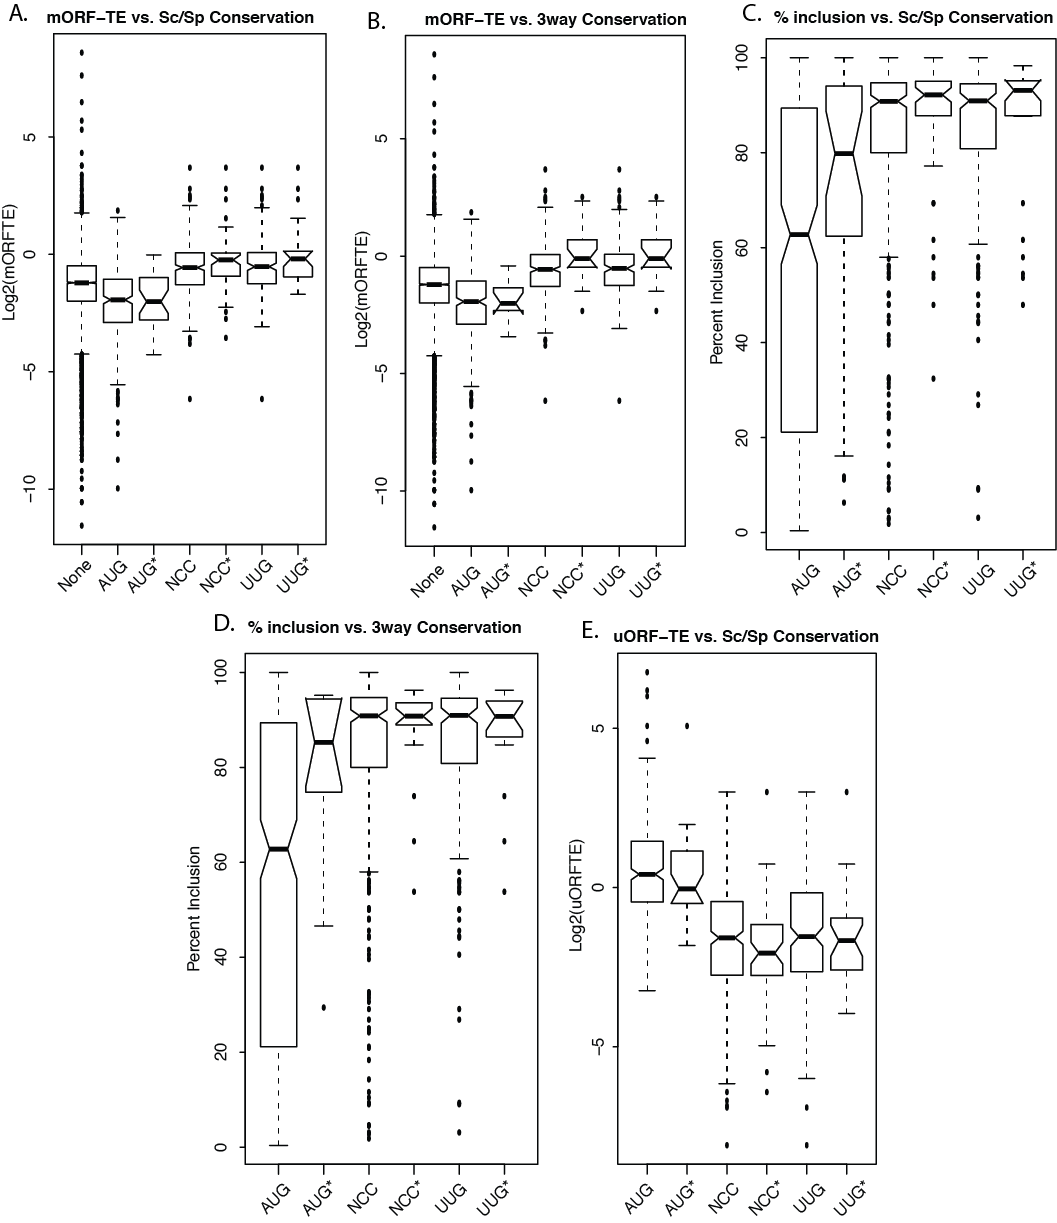 A. mORF−TE vs. Sc/Sp Conservation
Log2(mORFTE)
5
0
−5
−10
None AUG AUG* NCC NCC* UUG UUG*
B. mORF−TE vs. 3way Conservation
Log2(mORFTE)
5
0
−5
−10
None AUG AUG* NCC NCC* UUG UUG*
C. % inclusion vs. Sc/Sp Conservation
Percent Inclusion
100
80
60
40
20
0
AUG AUG* NCC NCC* UUG UUG*
D. % inclusion vs. 3way Conservation
Percent Inclusion
100
80
60
40
20
0
AUG AUG* NCC NCC* UUG UUG*
E. uORF−TE vs. Sc/Sp Conservation
Log2(uORFTE)
5
0
−5
AUG AUG* NCC NCC* UUG UUG*